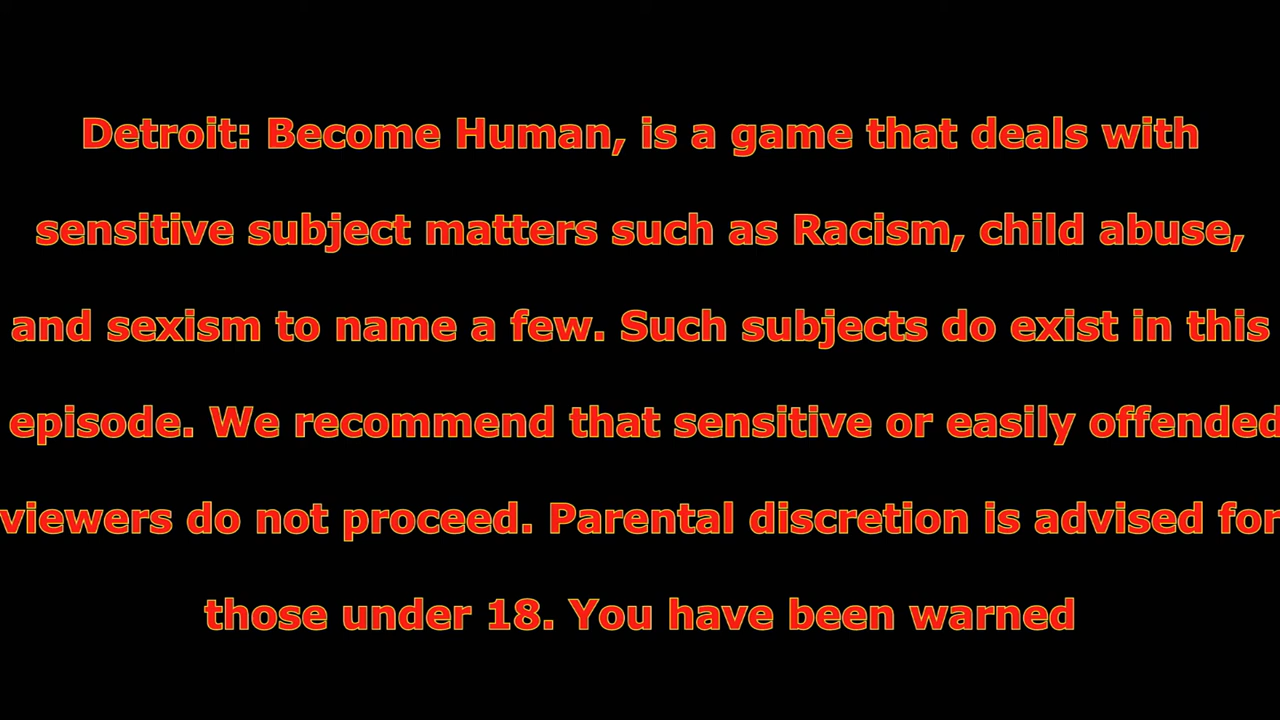 Detroit: Become Human, is a game that deals with
sensitive subject matters such as Racism, child abuse,
and sexism to name a few. Such subjects do exist in this
episode. We recommend that sensitive or easily offended
viewers do not proceed. Parental discretion is advised for
those under 18. You have been warned